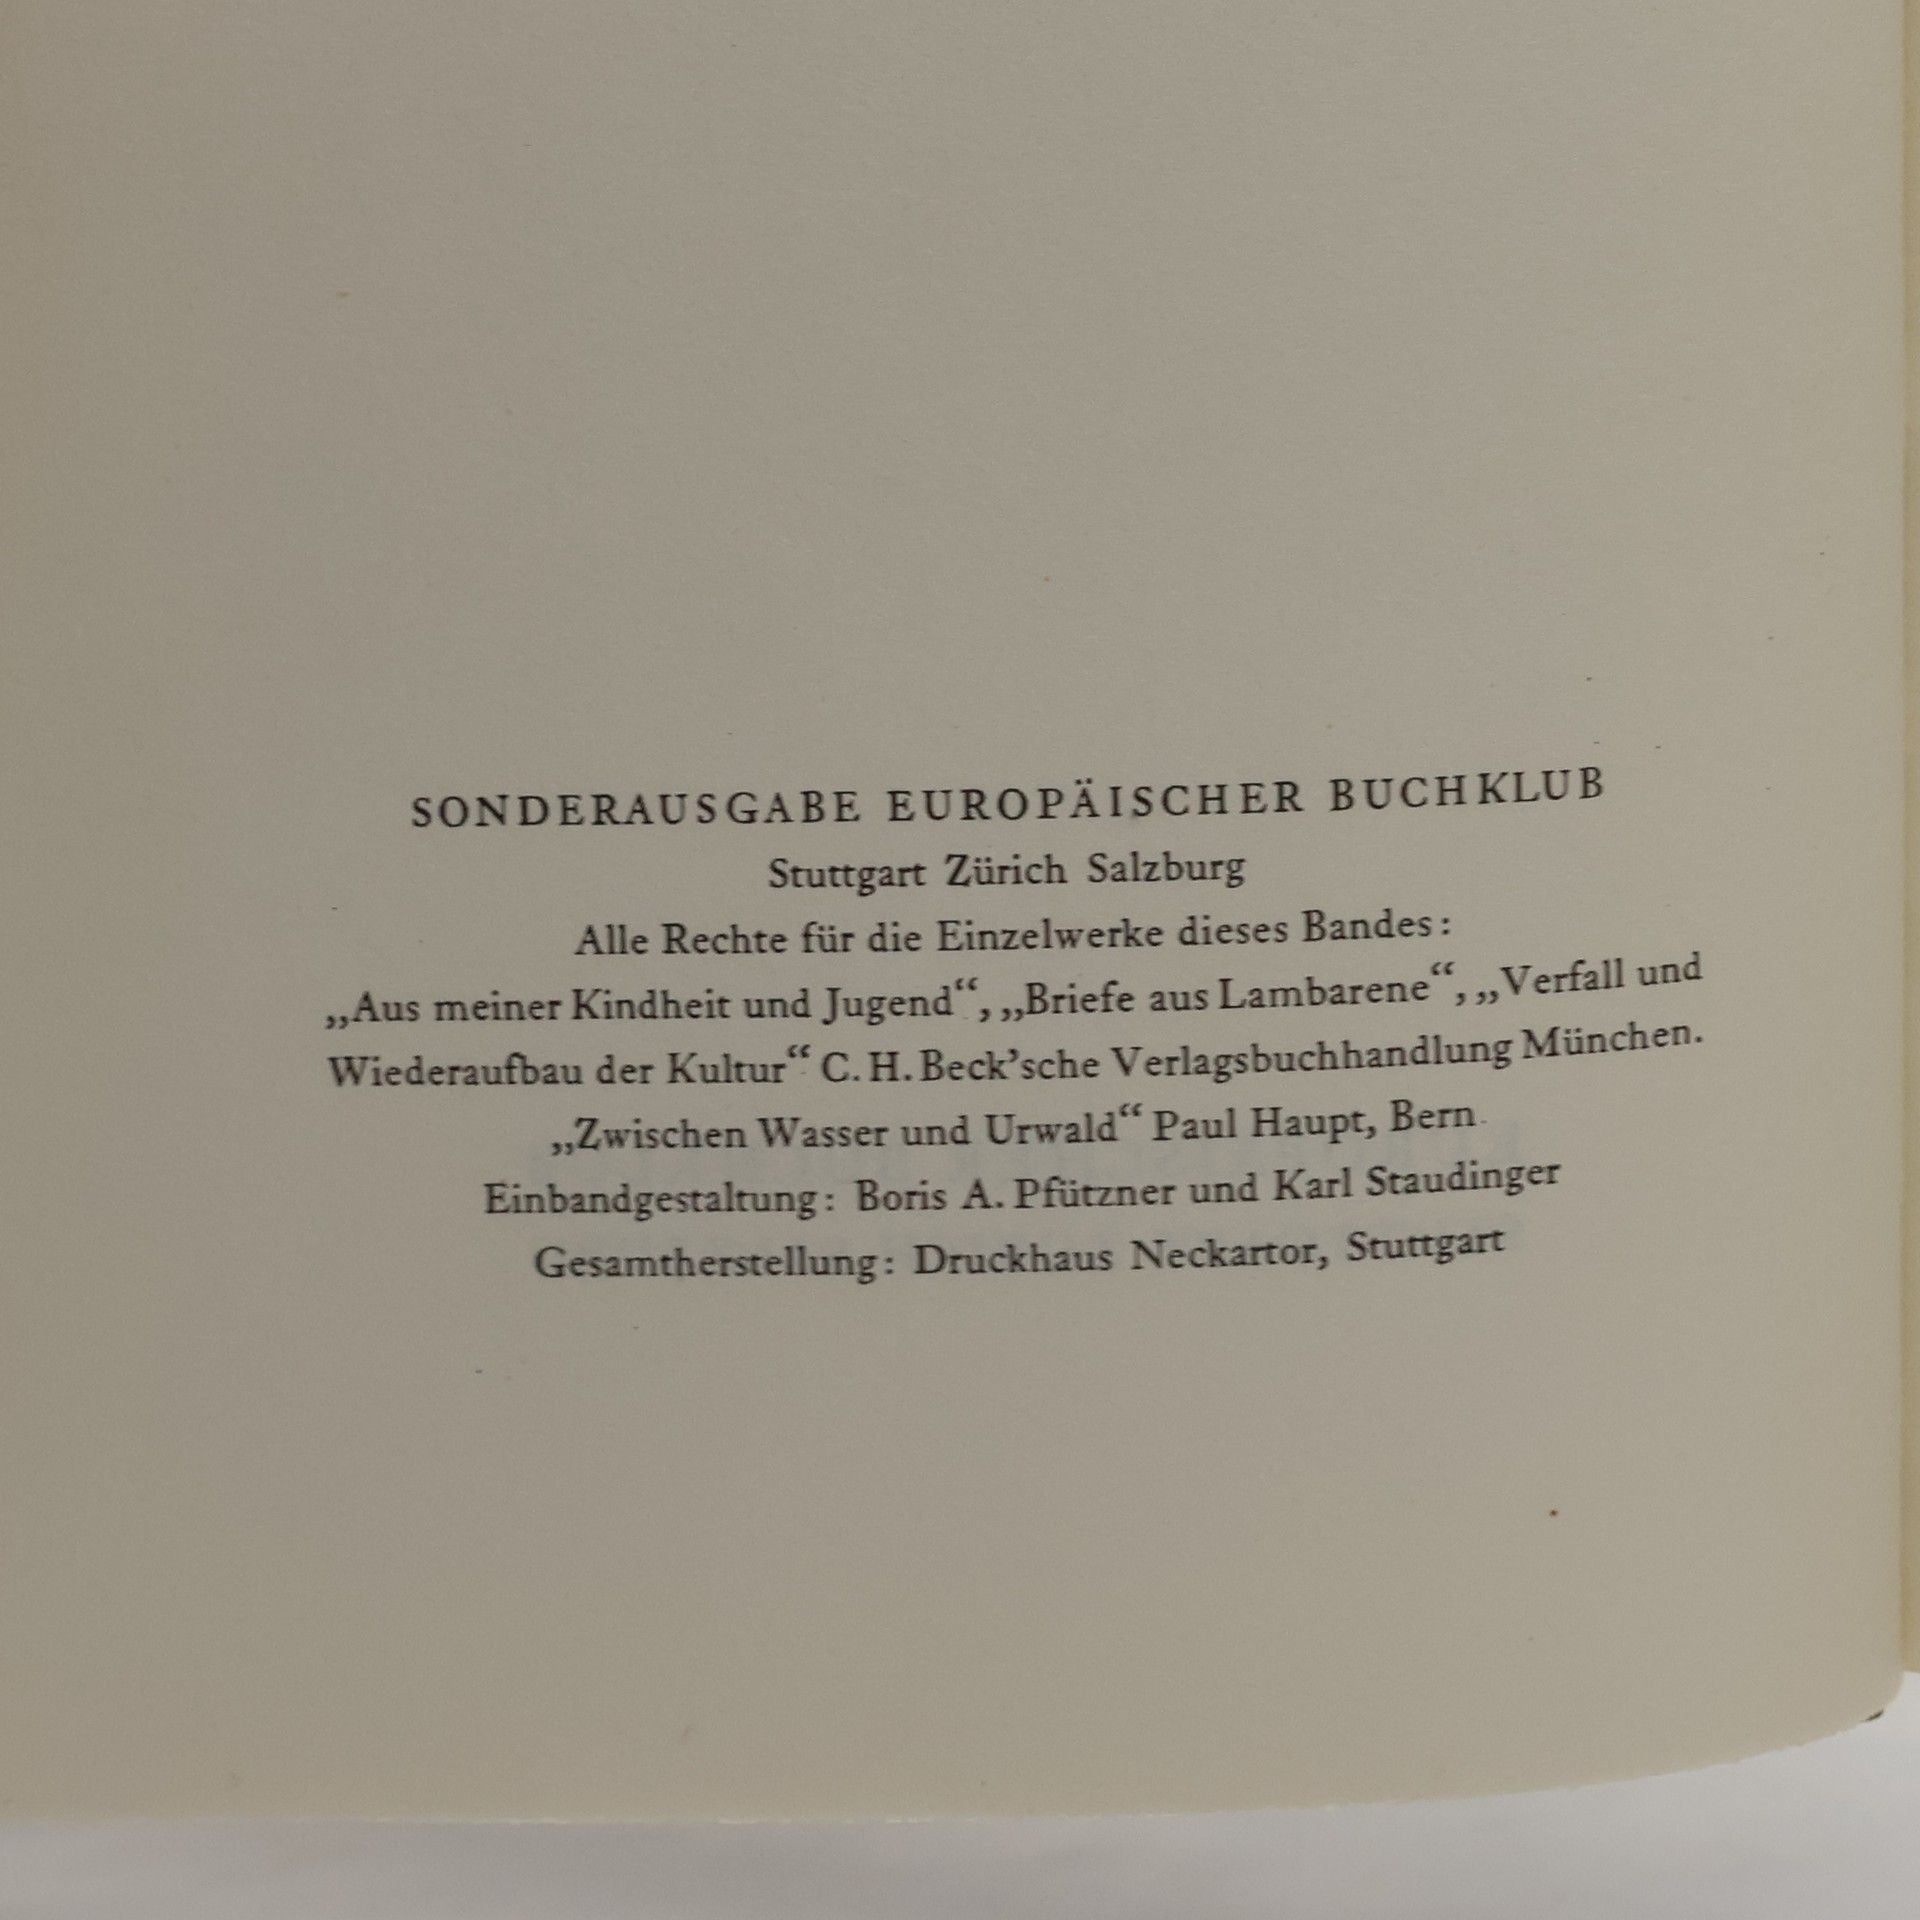 SONDERAUSGABE EUROPÄISCHER BUCHKLUB
Stuttgart Zürich Salzburg
Alle Rechte für die Einzelwerke dieses Bandes:
„Aus meiner Kindheit und Jugend“, „Briefe aus Lambarene“, „Verfall und
Wiederaufbau der Kultur“ C. H. Beck’sche Verlagsbuchhandlung München.
„Zwischen Wasser und Urwald“ Paul Haupt, Bern
Einbandgestaltung: Boris A. Pfützner und Karl Staudinger
Gesamtherstellung: Druckhaus Neckartor, Stuttgart